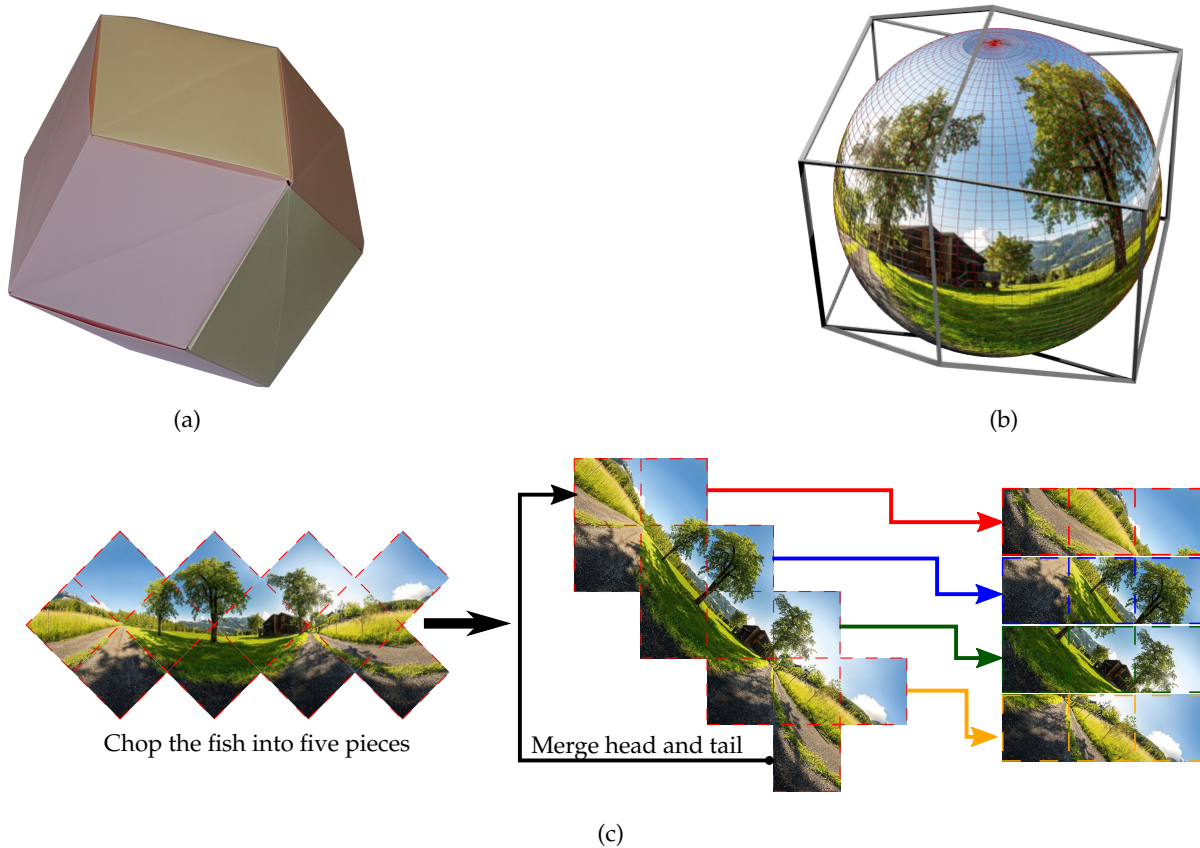 (a)
(b)
Chop the fish into five pieces
Merge head and tail
(c)